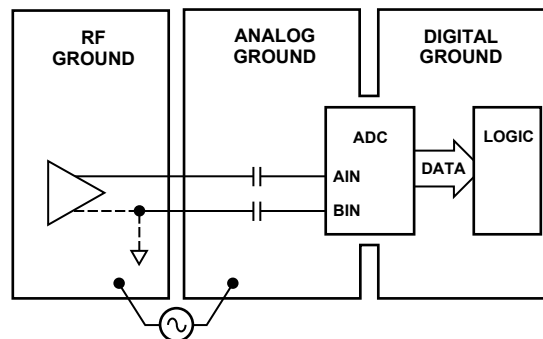 RF
GROUND
ANALOG
GROUND
DIGITAL
GROUND
ADC
AIN
BIN
DATA
LOGIC